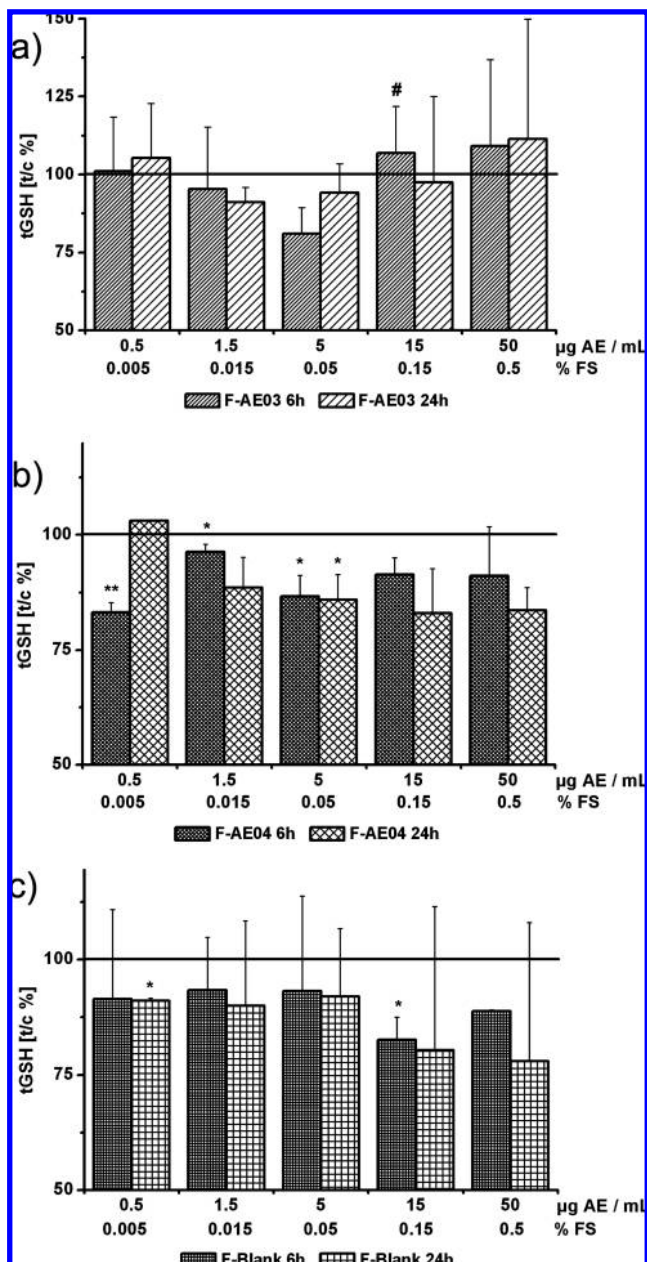 a)
150
125
100
75
50
tGSH [t/c %]
#
0.5 1.5 5 15 50 µg AE / mL
0.005 0.015 0.05 0.15 0.5 % FS
F-AE03 6h F-AE03 24h
b)
100
75
50
tGSH [t/c %]
** * * *
0.5 1.5 5 15 50 µg AE / mL
0.005 0.015 0.05 0.15 0.5 % FS
F-AE04 6h F-AE04 24h
c)
100
75
50
tGSH [t/c %]
* *
0.5 1.5 5 15 50 µg AE / mL
0.005 0.015 0.05 0.15 0.5 % FS
F-Blank 6h F-Blank 24h